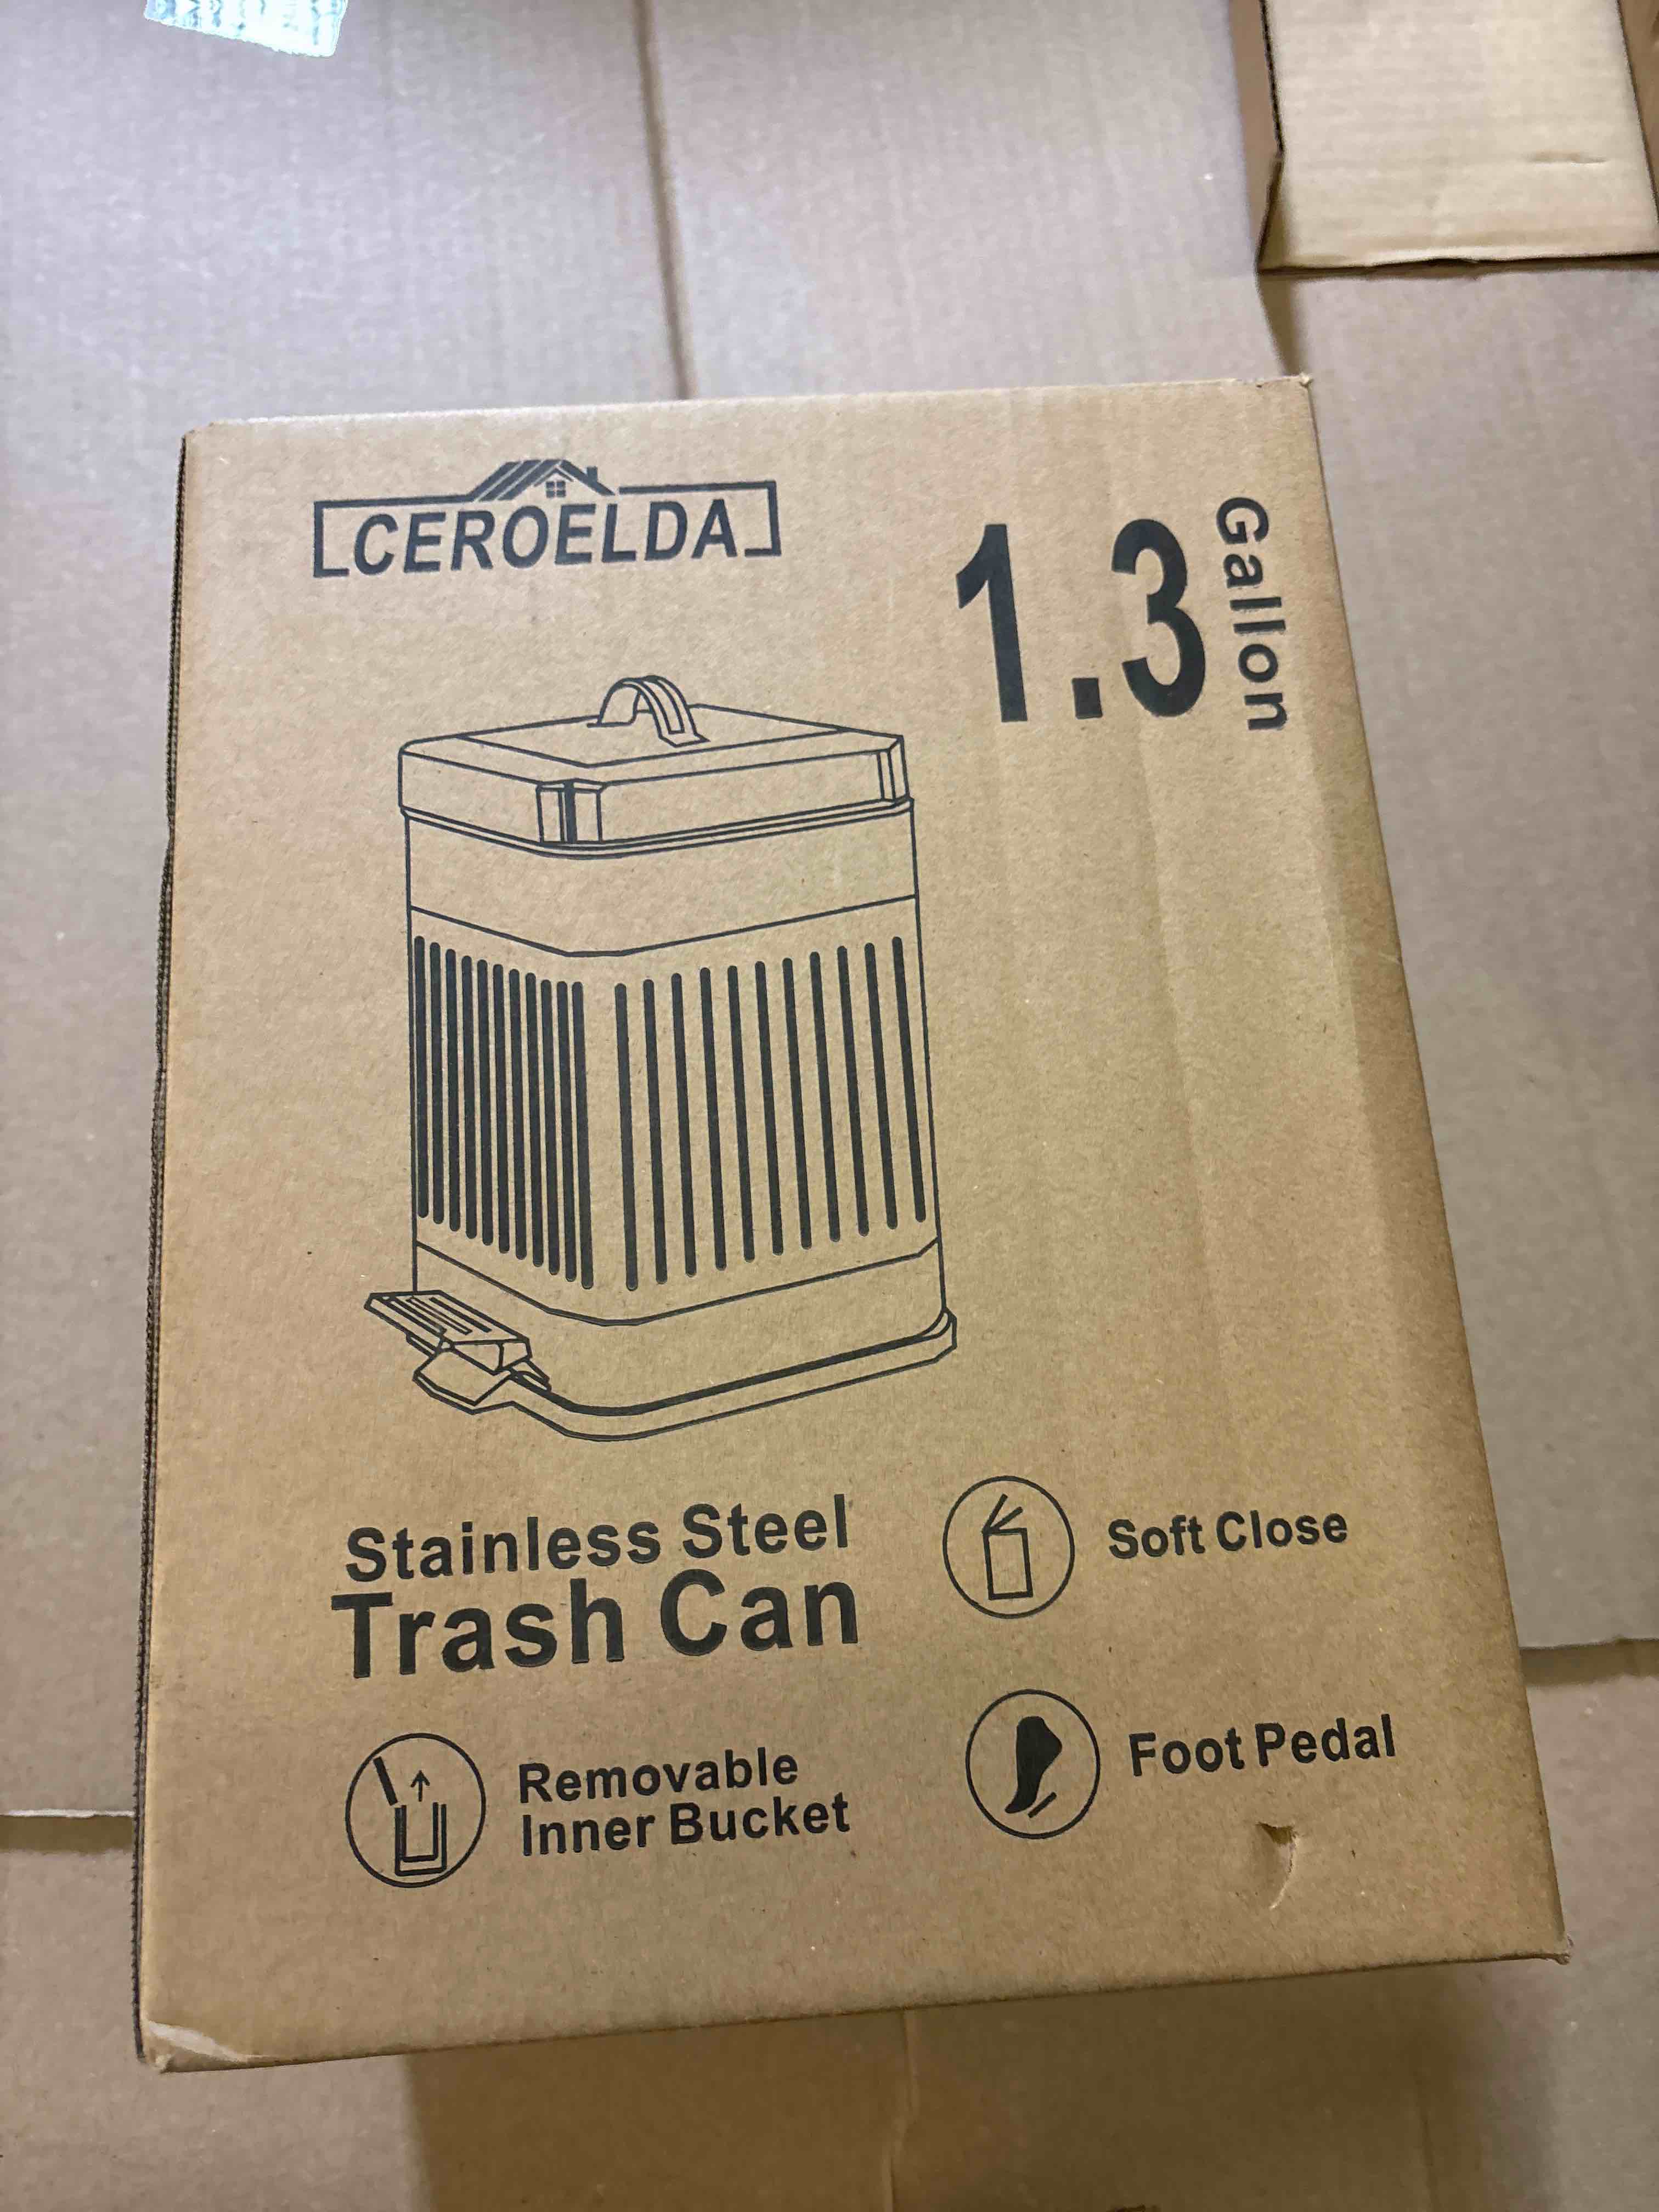 CEROELDA
1.3
Gallon
Stainless Steel
Trash Can
Soft Close
Removable
Inner Bucket
Foot Pedal